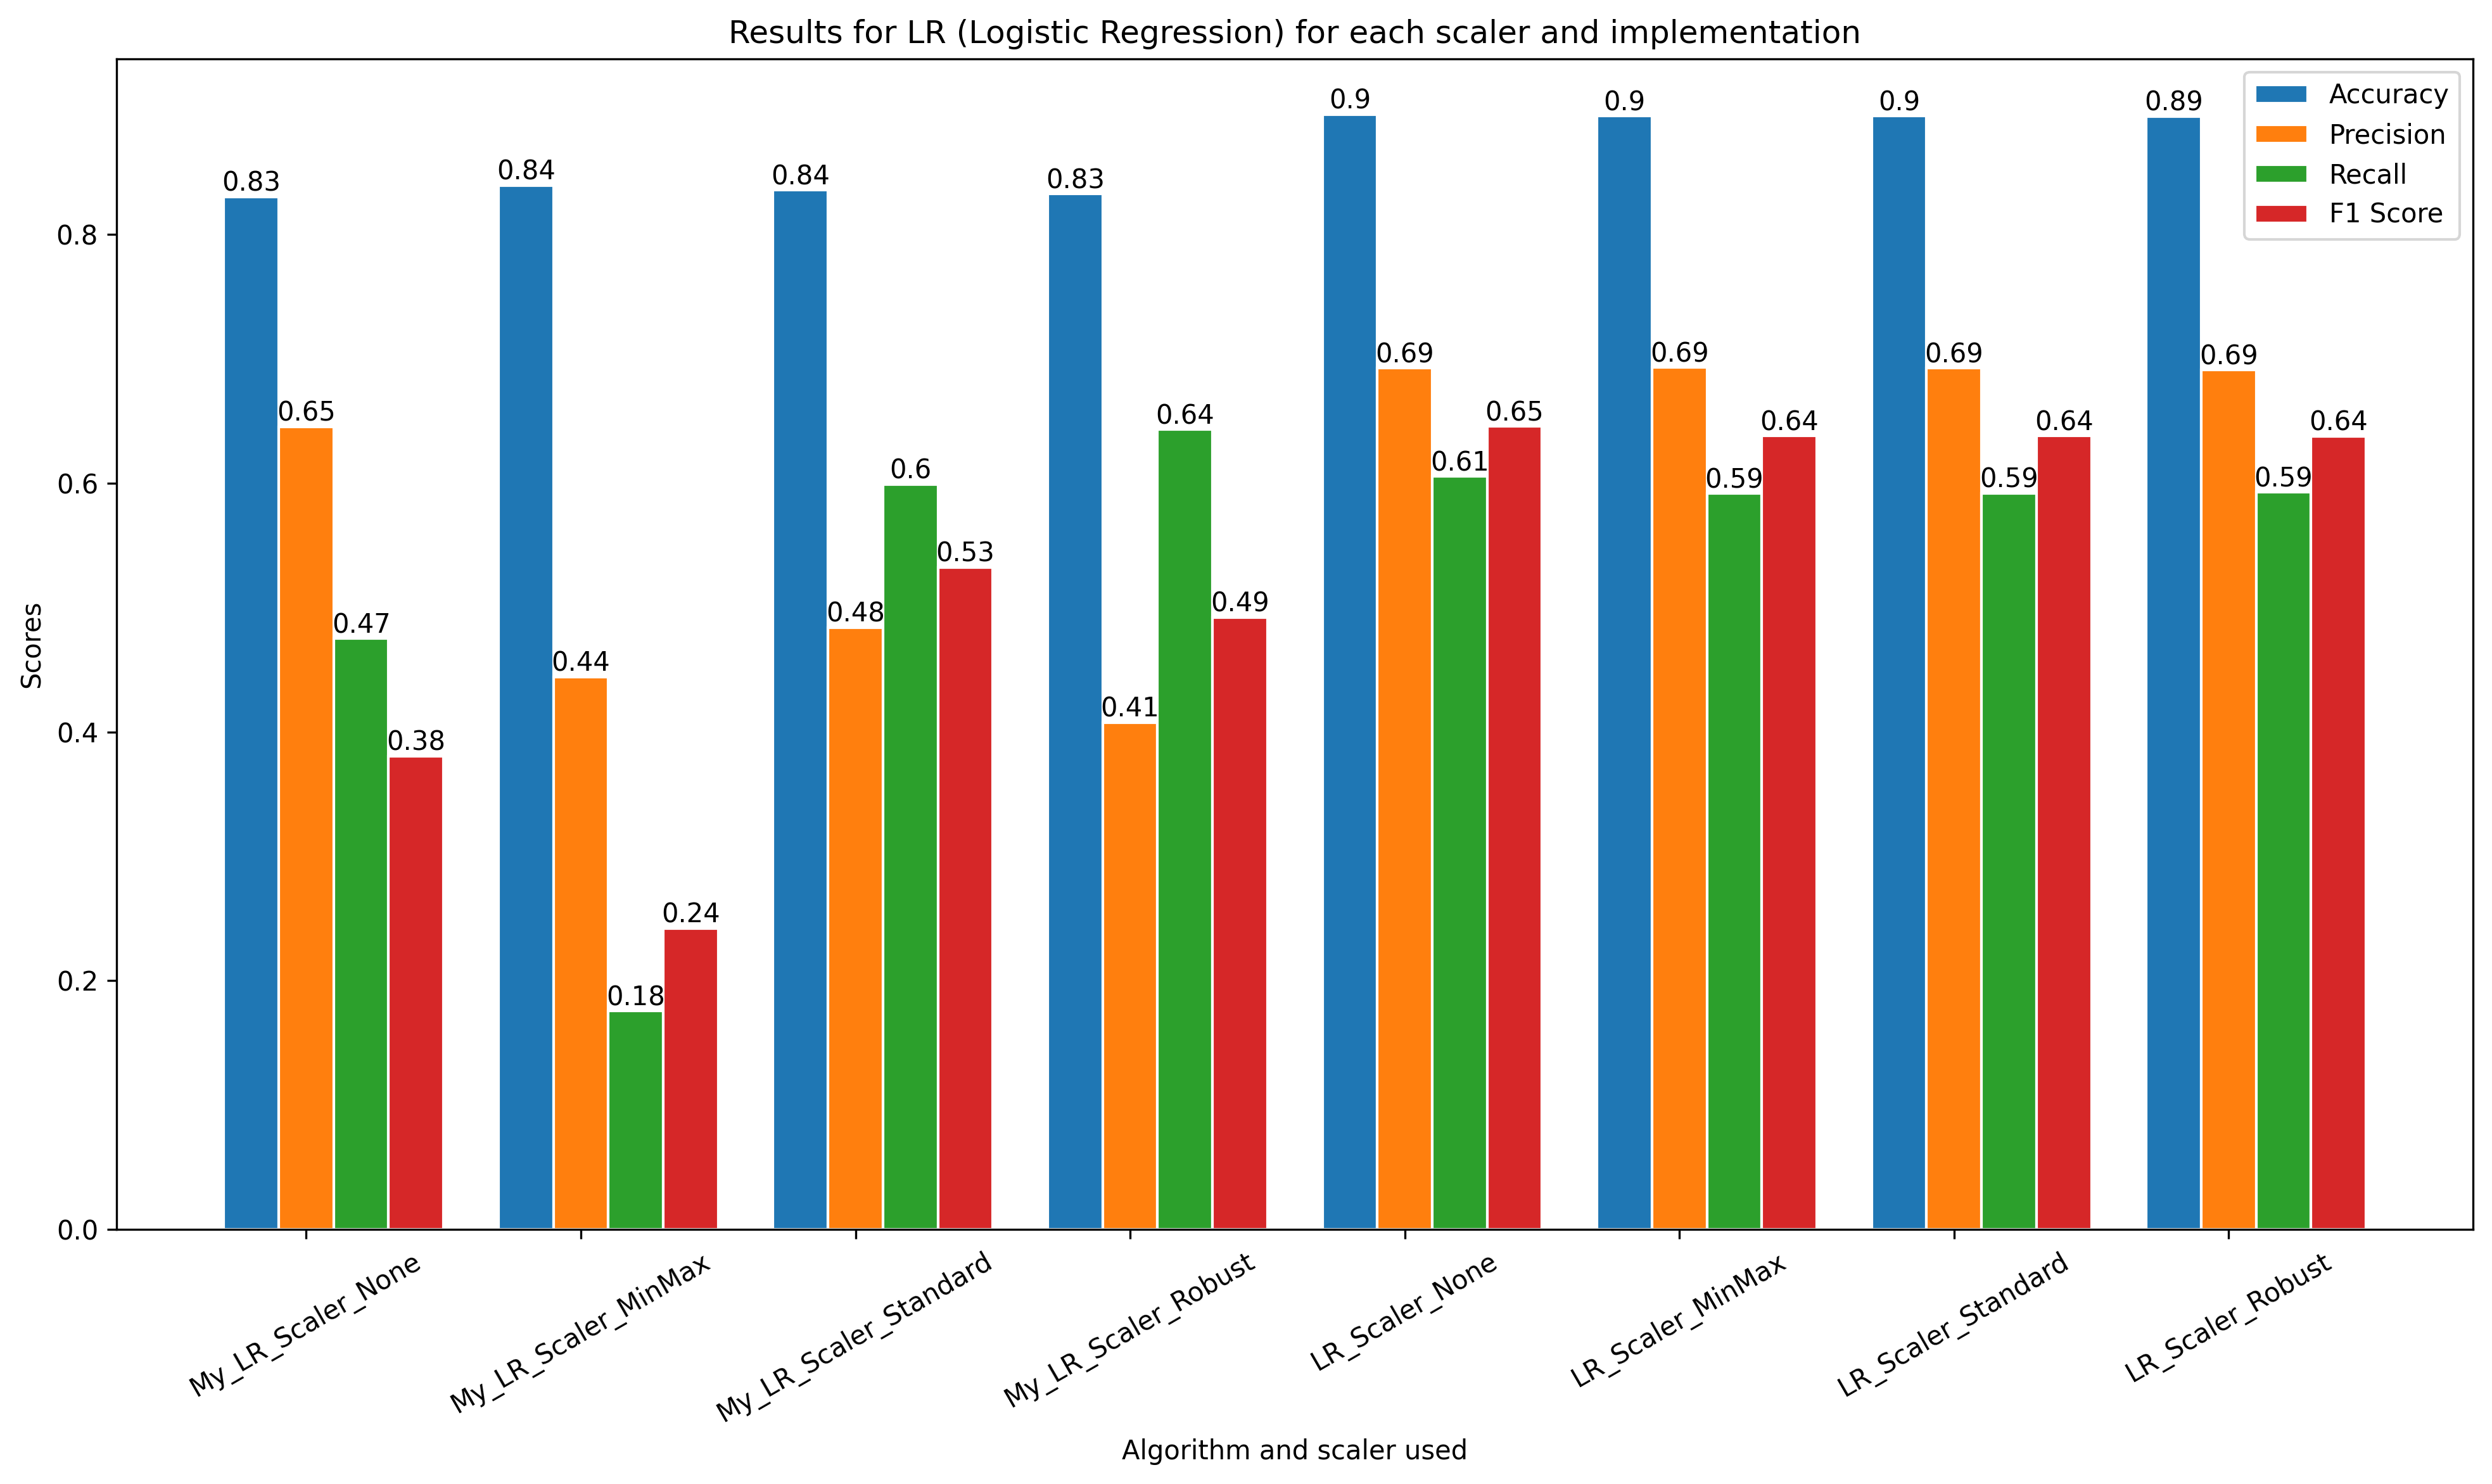 Results for LR (Logistic Regression) for each scaler and implementation
Accuracy
Precision
Recall
F1 Score
Scores
0.8
0.6
0.4
0.2
0.0
0.83
0.65
0.47
0.38
0.84
0.44
0.18
0.24
0.84
0.48
0.6
0.53
0.83
0.41
0.64
0.49
0.9
0.69
0.61
0.65
0.9
0.69
0.59
0.64
0.9
0.69
0.59
0.64
0.89
0.69
0.59
0.64
My_LR_Scaler_None
My_LR_Scaler_MinMax
My_LR_Scaler_Standard
My_LR_Scaler_Robust
LR_Scaler_None
LR_Scaler_MinMax
LR_Scaler_Standard
LR_Scaler_Robust
Algorithm and scaler used